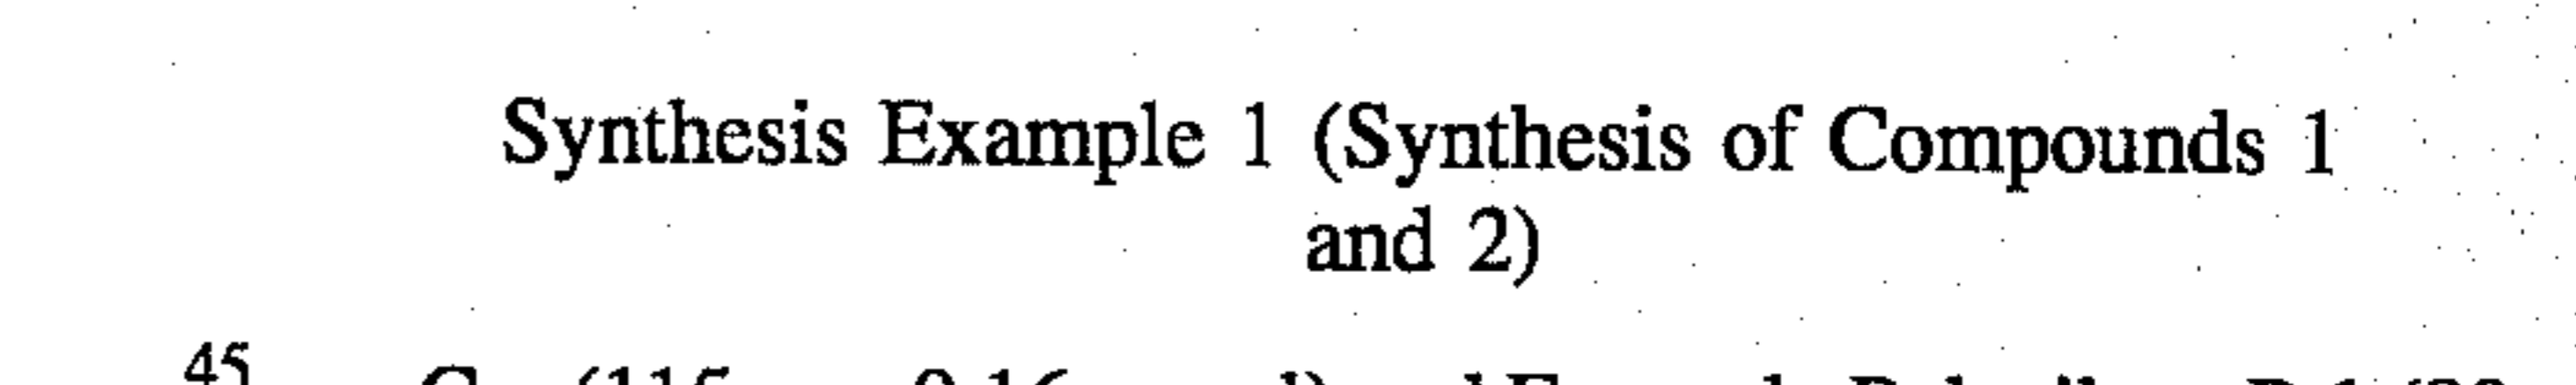 Synthesis Example 1 (Synthesis of Compounds 1
and 2)
45